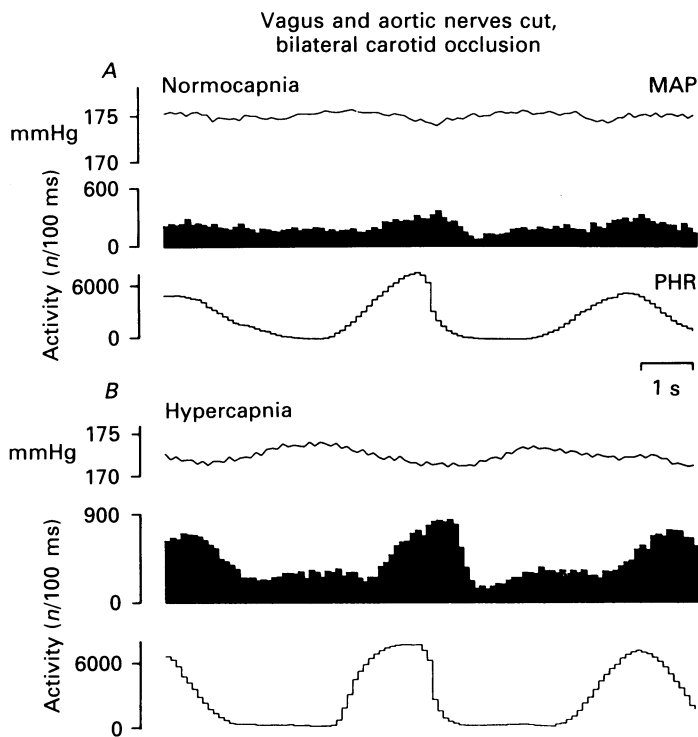 Vagus and aortic nerves cut,
bilateral carotid occlusion
A
Normocapnia
MAP
mmHg
175
170
Activity (n/100 ms)
600
0
PHR
6000
0
1 s
B
Hypercapnia
mmHg
175
170
Activity (n/100 ms)
900
0
6000
0